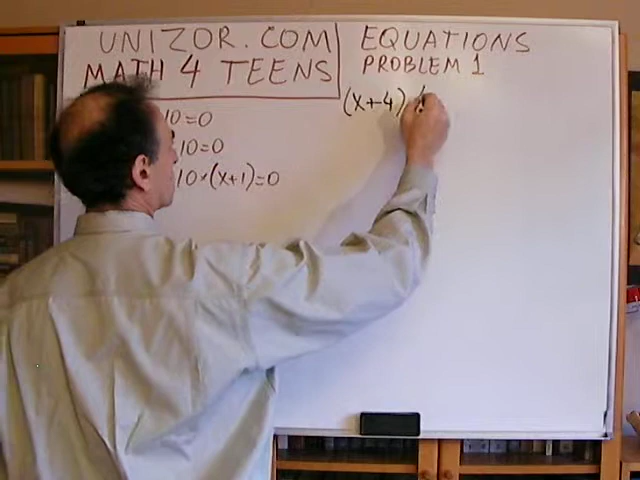 UNIZOR.COM
MATH 4 TEENS
EQUATIONS
PROBLEM 1
10=0
10=0
10*(x+1)=0
(x+4)